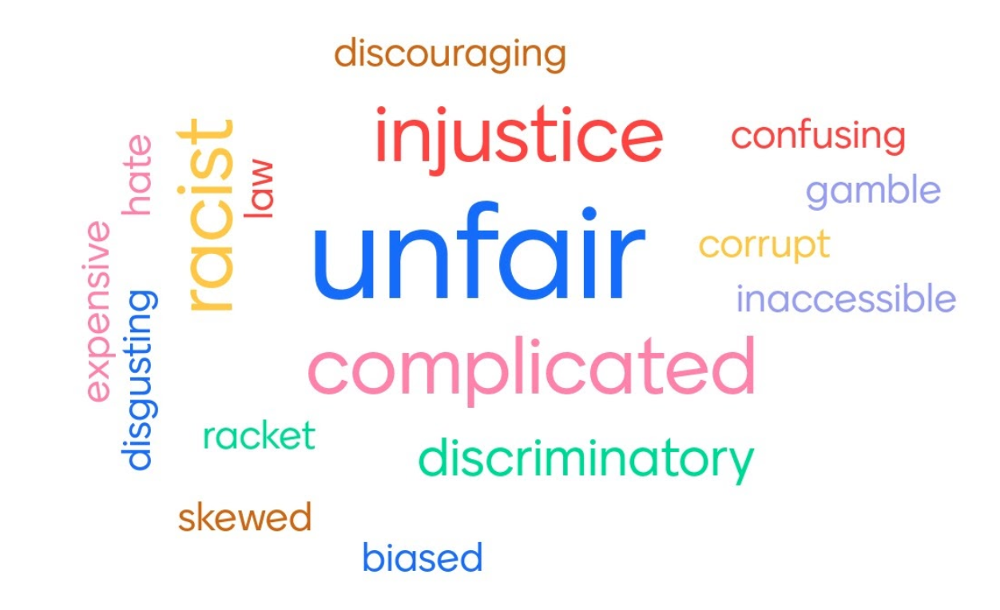 discouraging
injustice
confusing
hate
racist
law
gamble
unfair
corrupt
expensive
inaccessible
disgusting
complicated
racket
discriminatory
skewed
biased